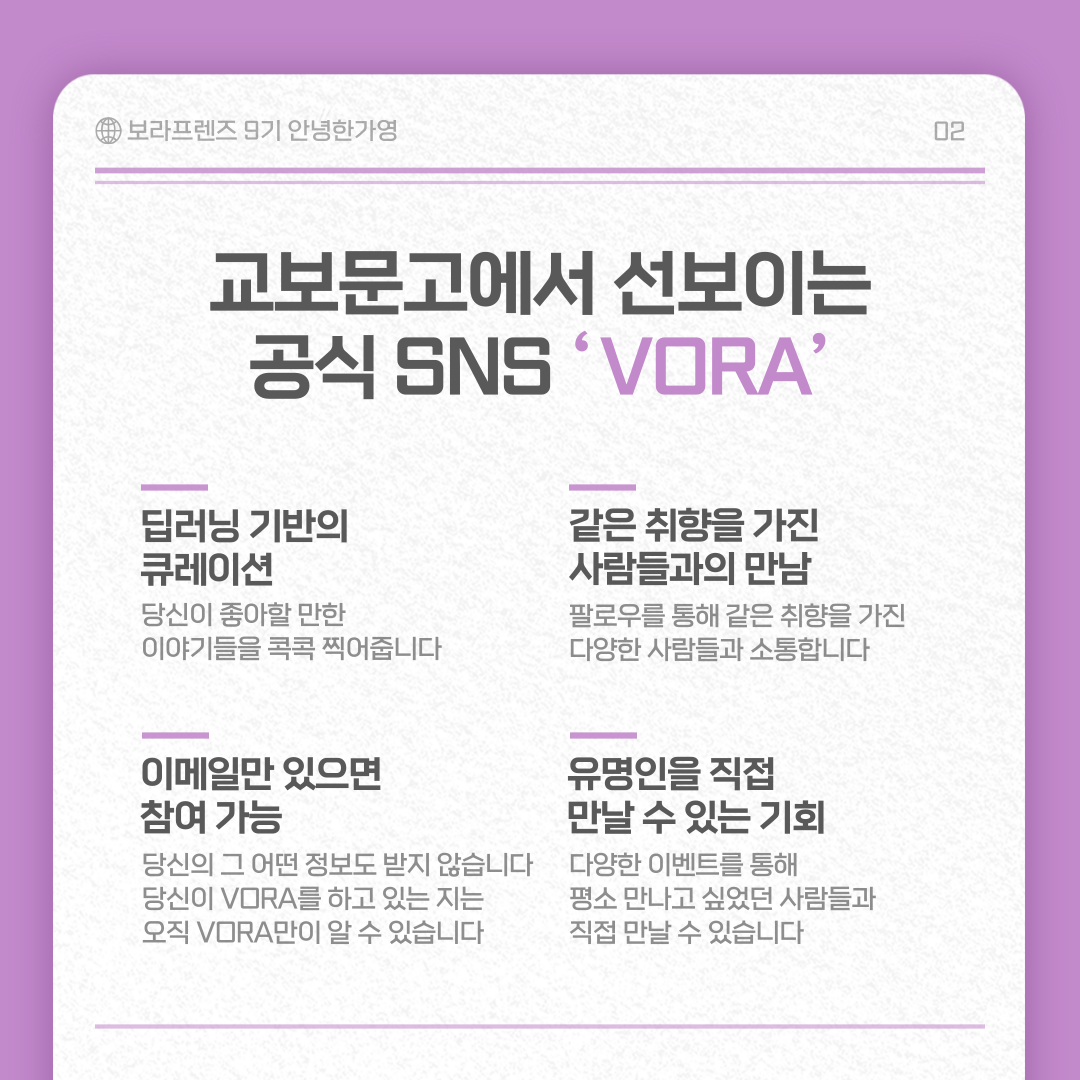 보라프렌즈 9기 안녕한가영
02
교보문고에서 선보이는
공식 SNS ‘VORA’
딥러닝 기반의
큐레이션
당신이 좋아할 만한
이야기들을 콕콕 찍어줍니다
같은 취향을 가진
사람들과의 만남
팔로우를 통해 같은 취향을 가진
다양한 사람들과 소통합니다
이메일만 있으면
참여 가능
당신의 그 어떤 정보도 받지 않습니다
당신이 VORA를 하고 있는 지는
오직 VORA만이 알 수 있습니다
유명인을 직접
만날 수 있는 기회
다양한 이벤트를 통해
평소 만나고 싶었던 사람들과
직접 만날 수 있습니다